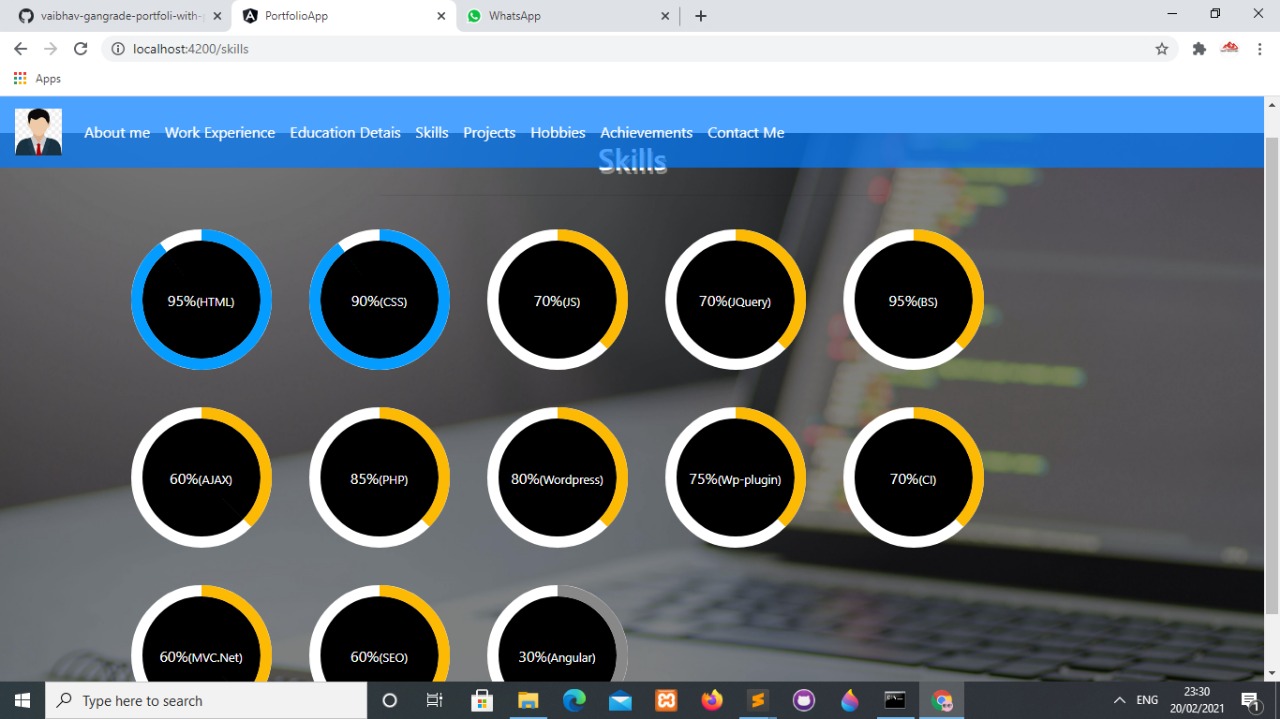 vaibhav-gangrade-portfoli-with-
PortfolioApp
WhatsApp
localhost:4200/skills
Apps
About me Work Experience Education Detais Skills Projects Hobbies Achievements Contact Me
Skills
95%(HTML) 90%(CSS) 70%(JS) 70%(JQuery) 95%(BS)
60%(AJAX) 85%(PHP) 80%(Wordpress) 75%(Wp-plugin) 70%(CI)
60%(MVC.Net) 60%(SEO) 30%(Angular)
Type here to search
ENG
23:30
20/02/2021
1